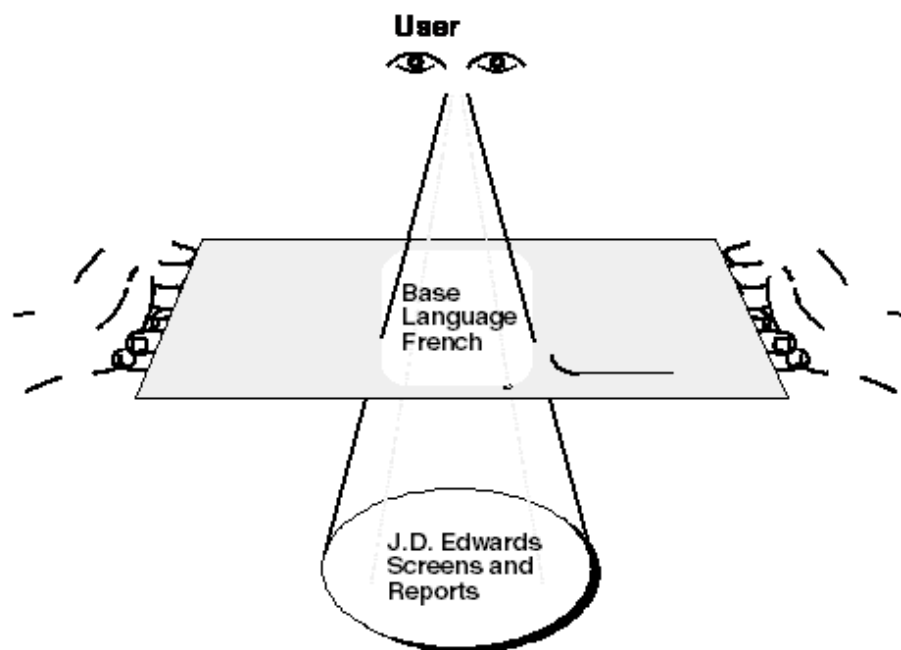 User
Base
Language
French
J.D. Edwards
Screens and
Reports